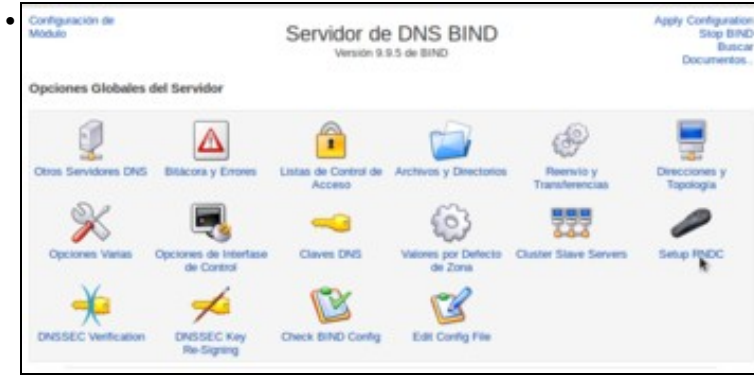 Configuración de
Módulo
Servidor de DNS BIND
Versión 9.9.5 de BIND
Apply Configuration
Stop BIND
Buscar
Documentos..
Opciones Globales del Servidor
Otros Servidores DNS
Bitácora y Errores
Listas de Control de
Acceso
Archivos y Directorios
Reenvío y
Transferencias
Direcciones y
Topología
Opciones Varias
Opciones de Interfase
de Control
Claves DNS
Valores por Defecto
de Zona
Cluster Slave Servers
Setup RNDC
DNSSEC Verification
DNSSEC Key
Re-Signing
Check BIND Config
Edit Config File